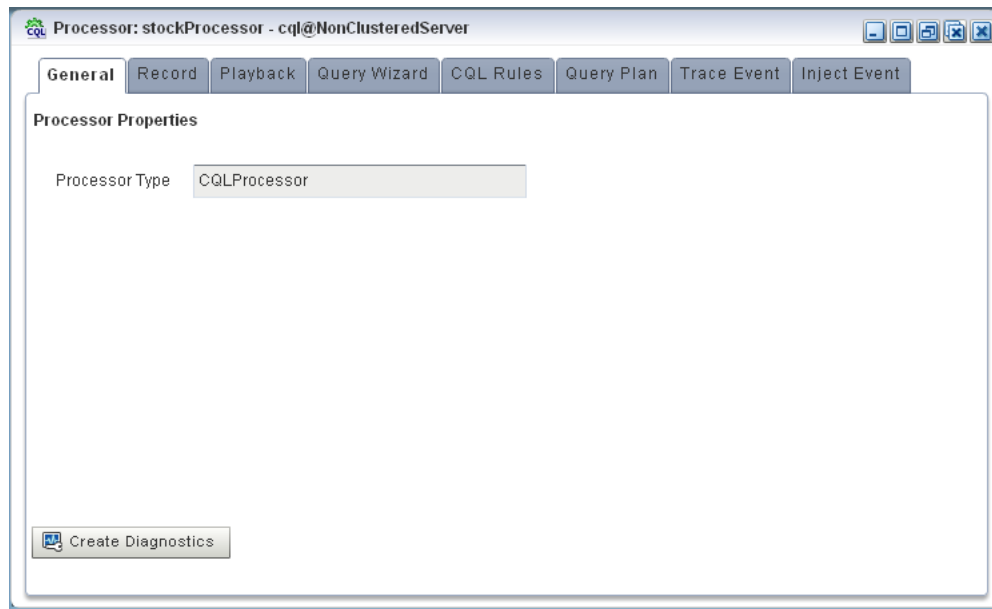 CQL Processor: stockProcessor - cql@NonClusteredServer
General Record Playback Query Wizard CQL Rules Query Plan Trace Event Inject Event
Processor Properties
Processor Type CQLProcessor
Create Diagnostics